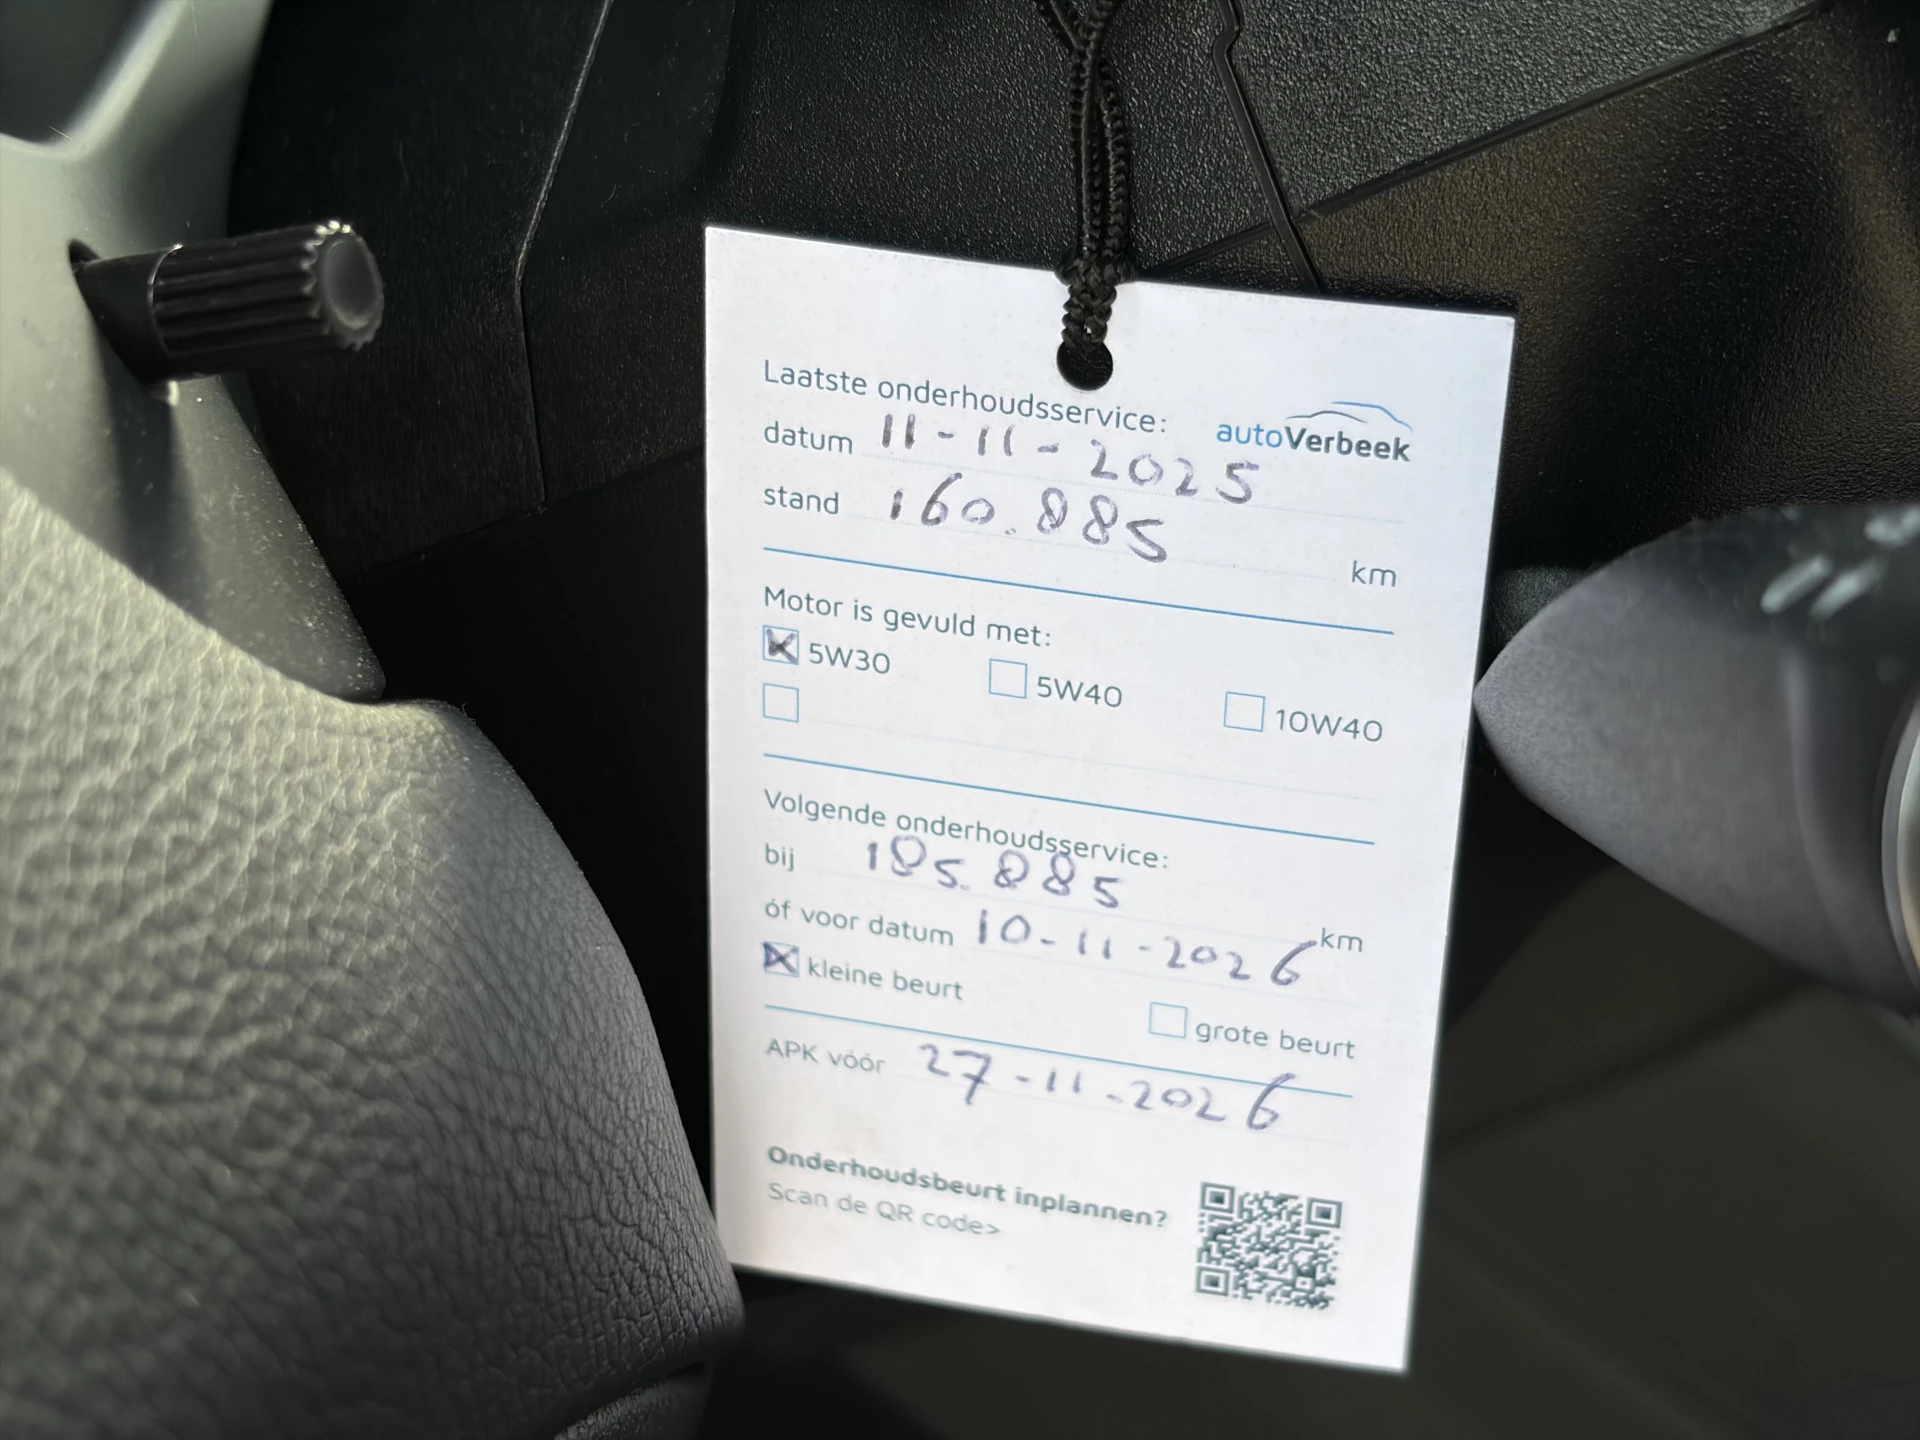 Laatste onderhoudsservice:
autoVerbeek
datum 11-11-2025
stand 160.885 km
Motor is gevuld met:
5W30 5W40 10W40
Volgende onderhoudsservice:
bij 185.885 km
óf voor datum 10-11-2026
kleine beurt grote beurt
APK vóór 27-11-2026
Onderhoudsbeurt inplannen?
Scan de QR code>